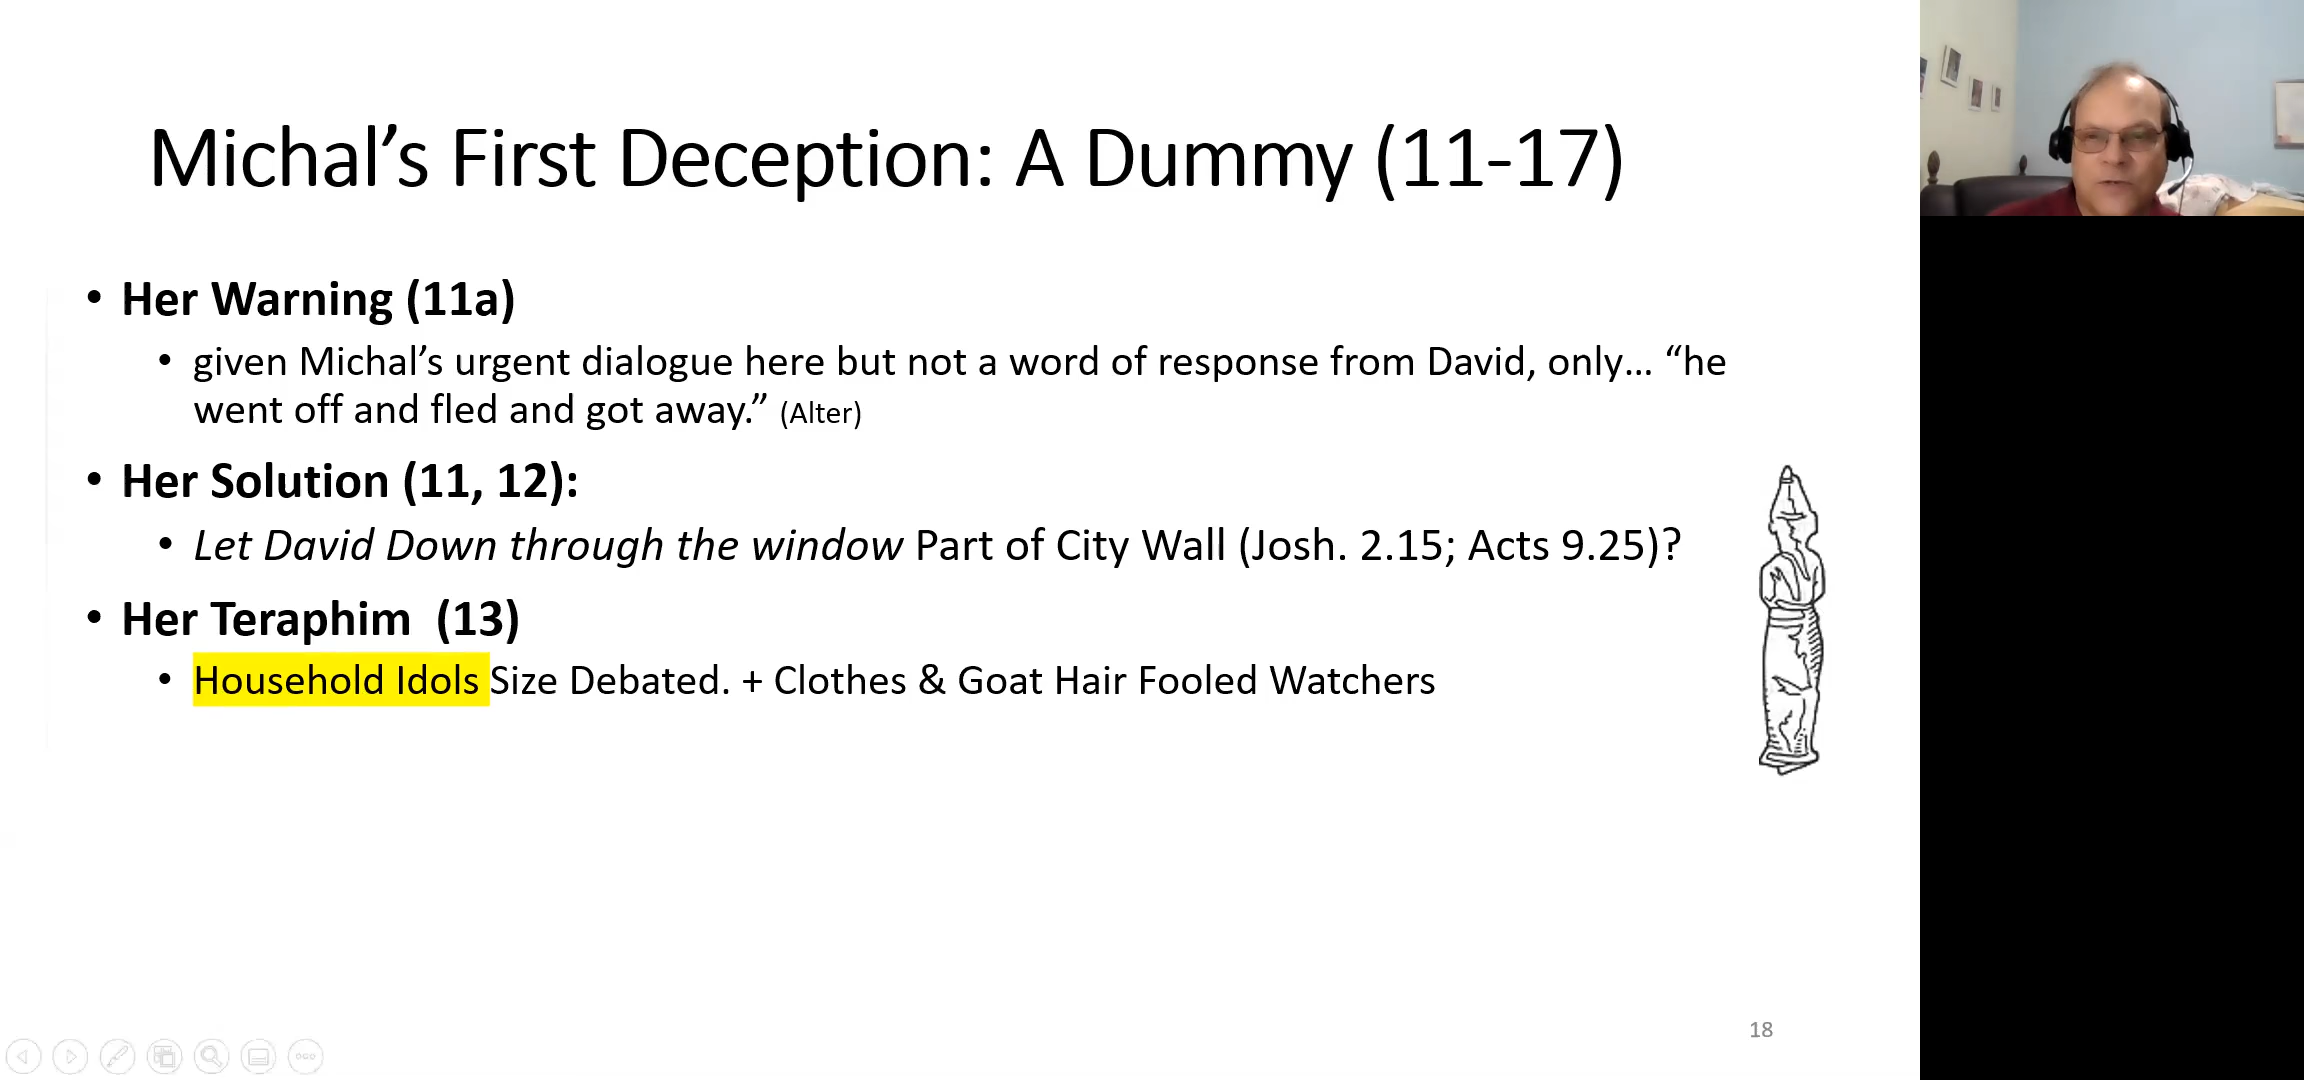 Michal’s First Deception: A Dummy (11-17)
• Her Warning (11a)
• given Michal’s urgent dialogue here but not a word of response from David, only… “he
went off and fled and got away.” (Alter)
• Her Solution (11, 12):
• Let David Down through the window Part of City Wall (Josh. 2.15; Acts 9.25)?
• Her Teraphim  (13)
• Household Idols Size Debated. + Clothes & Goat Hair Fooled Watchers
18